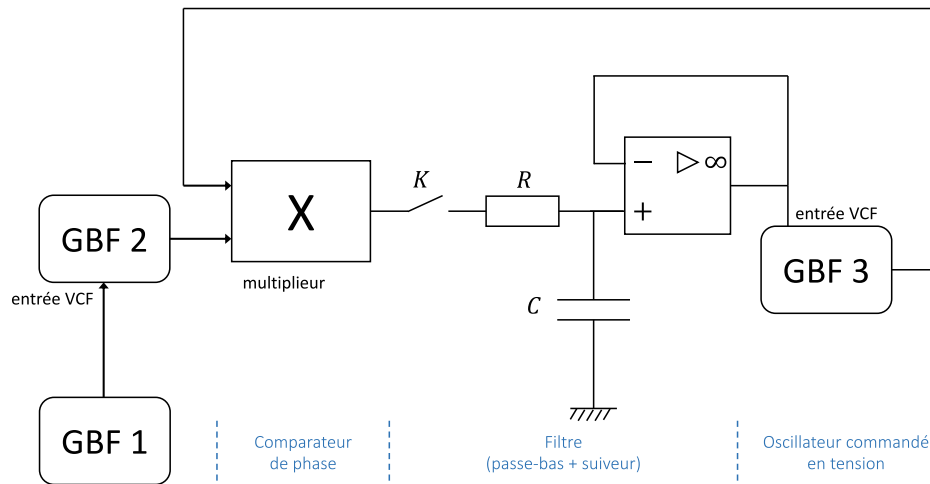 K
R
− ▷ ∞
+
X
GBF 2
entrée VCF
multiplieur
entrée VCF
GBF 3
C
GBF 1
Comparateur
de phase
Filtre
(passe-bas + suiveur)
Oscillateur commandé
en tension